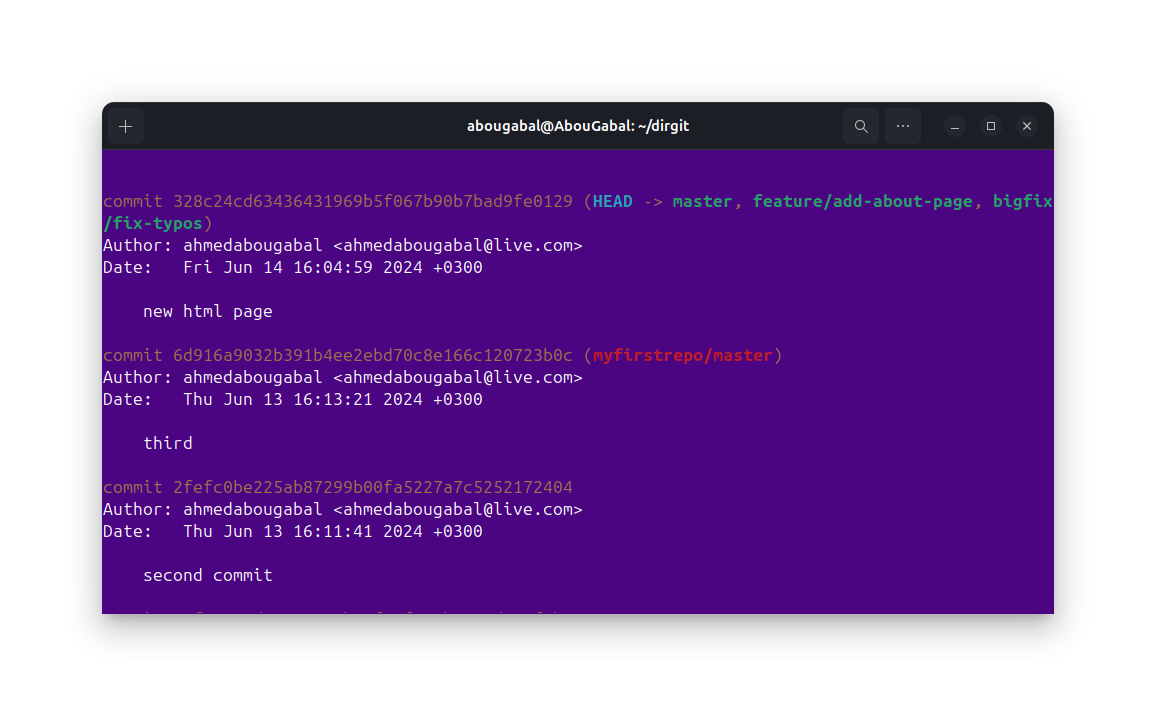 abougabal@AbouGabal: ~/dirgit
commit 328c24cd63436431969b5f067b90b7bad9fe0129 (HEAD -> master, feature/add-about-page, bigfix
/fix-typos)
Author: ahmedabougabal <ahmedabougabal@live.com>
Date:   Fri Jun 14 16:04:59 2024 +0300
new html page
commit 6d916a9032b391b4ee2ebd70c8e166c120723b0c (myfirstrepo/master)
Author: ahmedabougabal <ahmedabougabal@live.com>
Date:   Thu Jun 13 16:13:21 2024 +0300
third
commit 2fefc0be225ab87299b00fa5227a7c5252172404
Author: ahmedabougabal <ahmedabougabal@live.com>
Date:   Thu Jun 13 16:11:41 2024 +0300
second commit